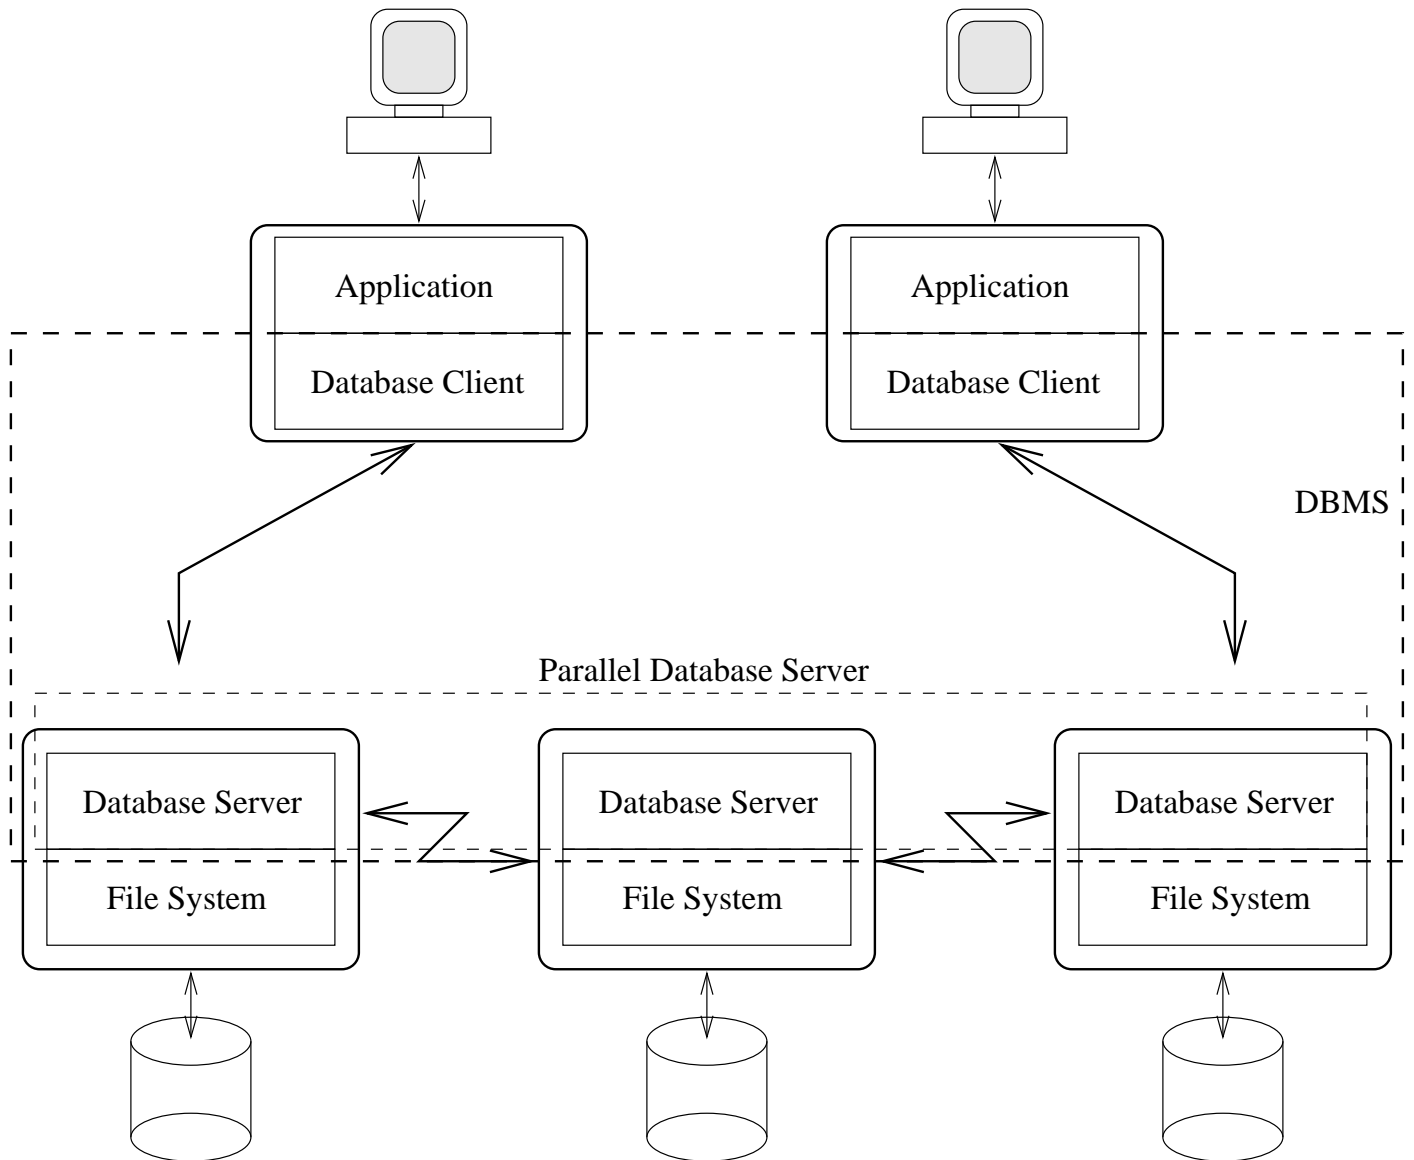 Application
Application
Database Client
Database Client
DBMS
Parallel Database Server
Database Server
Database Server
Database Server
File System
File System
File System